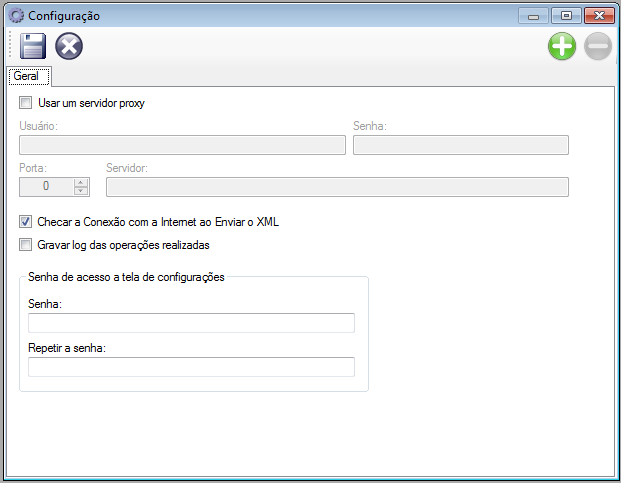 Configuração
Geral
Usar um servidor proxy
Usuário:
Senha:
Porta:
Servidor:
0
Checar a Conexão com a Internet ao Enviar o XML
Gravar log das operações realizadas
Senha de acesso a tela de configurações
Senha:
Repetir a senha: